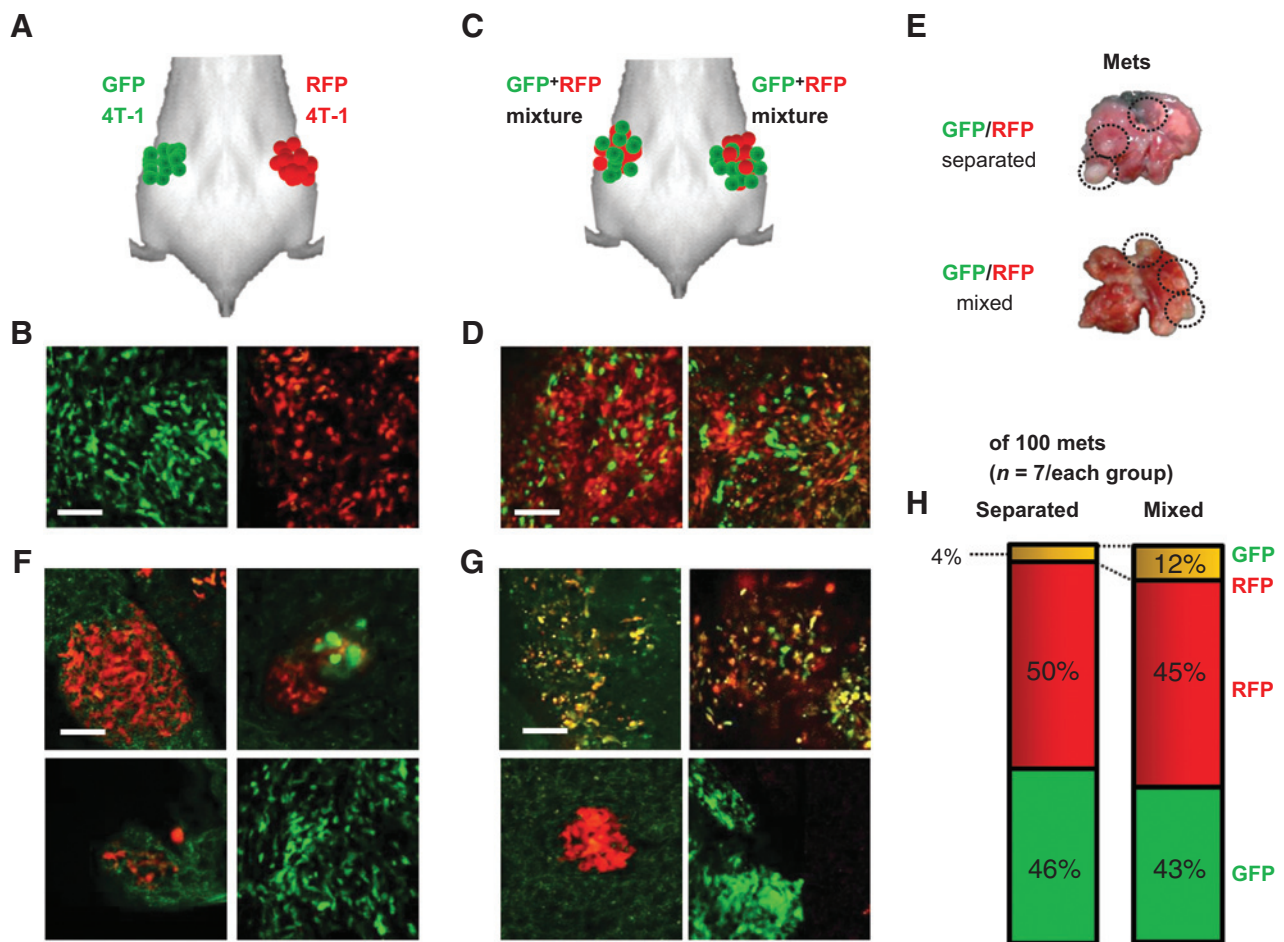 A
GFP
4T-1
RFP
4T-1
C
GFP+RFP
mixture
GFP+RFP
mixture
E
Mets
GFP/RFP
separated
GFP/RFP
mixed
B
D
of 100 mets
(n = 7/each group)
H
Separated
Mixed
F
G
4%
12%
GFP
RFP
50%
45%
RFP
46%
43%
GFP